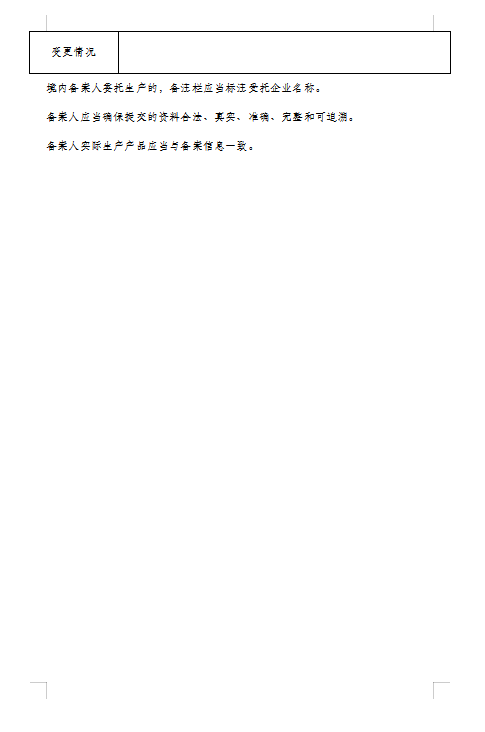 变更情况
境内备案人委托生产的，备注栏应当标注受托企业名称。
备案人应当确保提交的资料合法、真实、准确、完整和可追溯。
备案人实际生产产品应当与备案信息一致。